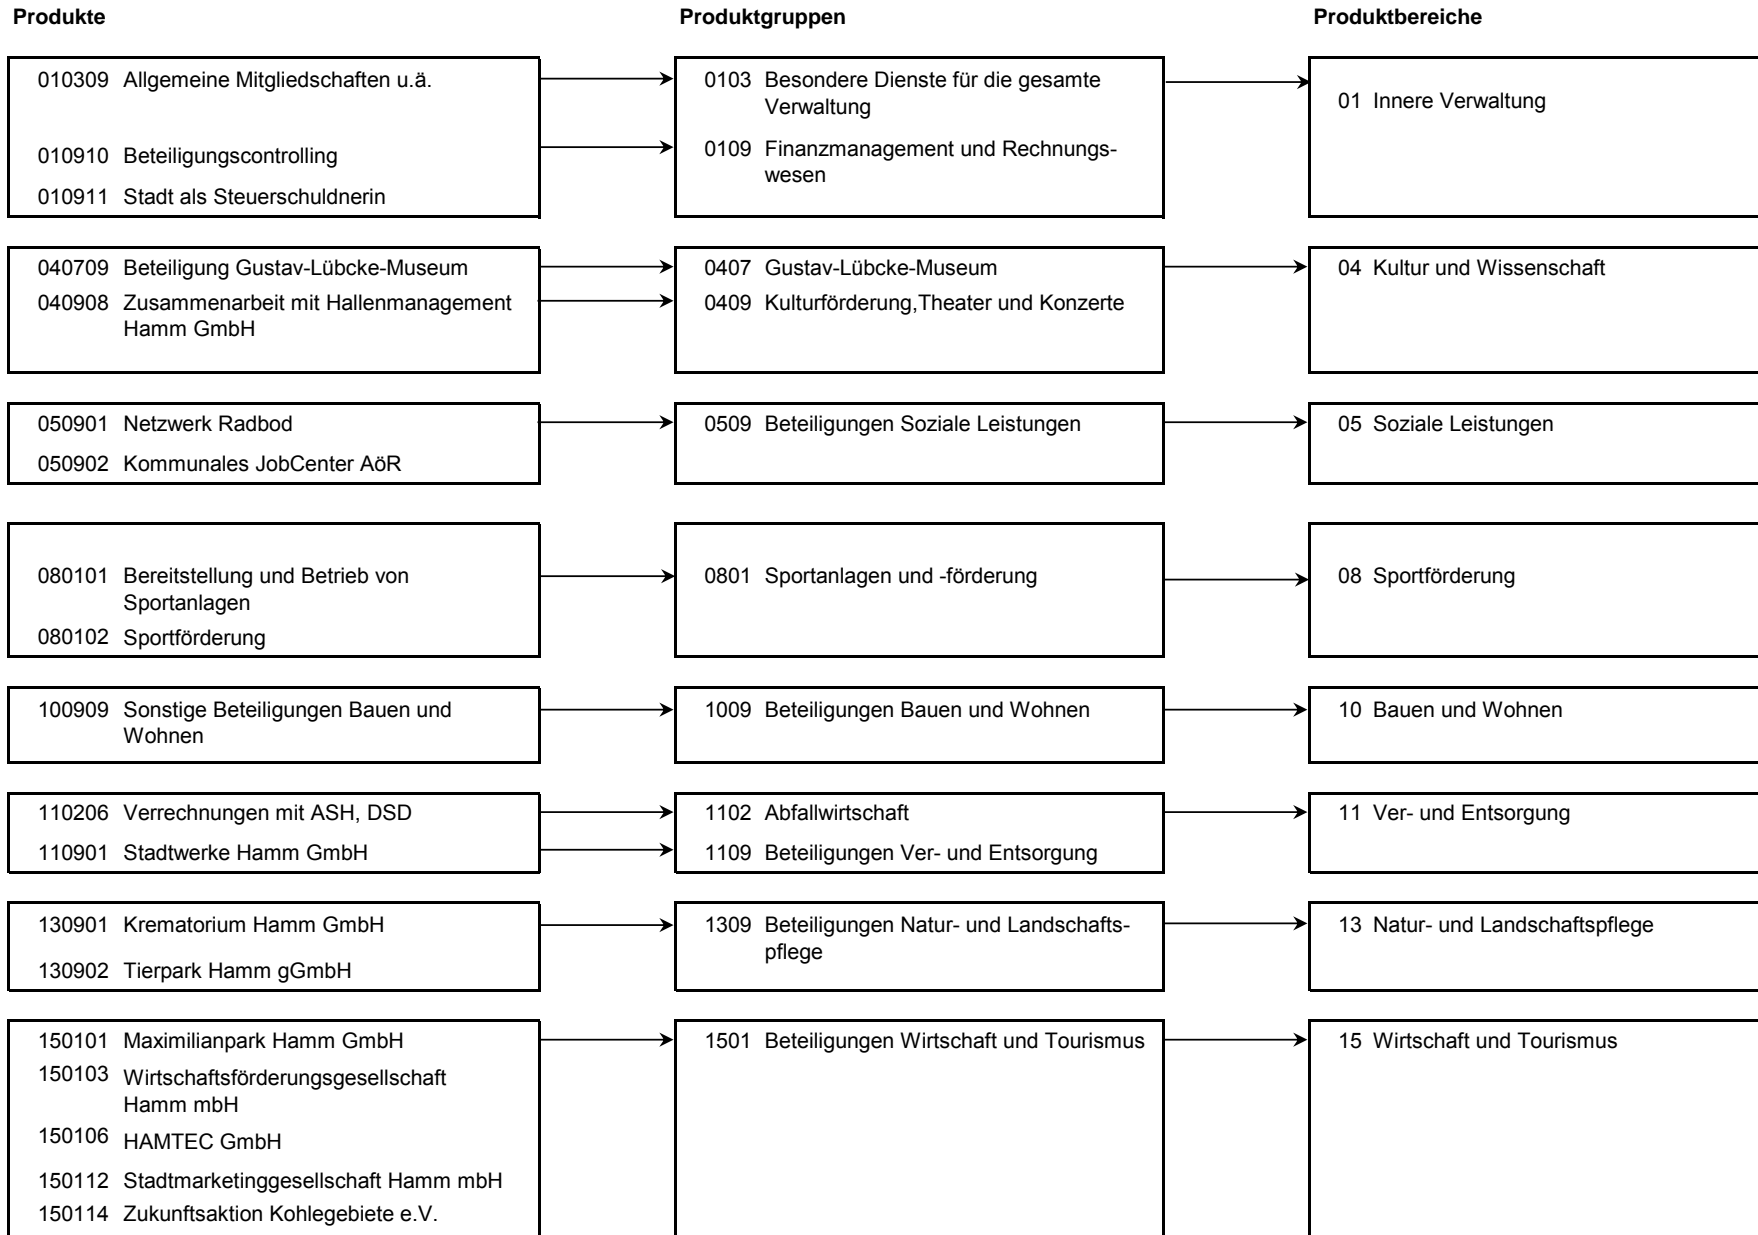 Produkte
Produktgruppen
Produktbereiche
010309 Allgemeine Mitgliedschaften u.ä.
010910 Beteiligungscontrolling
010911 Stadt als Steuerschuldnerin
0103 Besondere Dienste für die gesamte
Verwaltung
0109 Finanzmanagement und Rechnungs-
wesen
01 Innere Verwaltung
040709 Beteiligung Gustav-Lübcke-Museum
040908 Zusammenarbeit mit Hallenmanagement
Hamm GmbH
0407 Gustav-Lübcke-Museum
0409 Kulturförderung,Theater und Konzerte
04 Kultur und Wissenschaft
050901 Netzwerk Radbod
050902 Kommunales JobCenter AöR
0509 Beteiligungen Soziale Leistungen
05 Soziale Leistungen
080101 Bereitstellung und Betrieb von
Sportanlagen
080102 Sportförderung
0801 Sportanlagen und -förderung
08 Sportförderung
100909 Sonstige Beteiligungen Bauen und
Wohnen
1009 Beteiligungen Bauen und Wohnen
10 Bauen und Wohnen
110206 Verrechnungen mit ASH, DSD
110901 Stadtwerke Hamm GmbH
1102 Abfallwirtschaft
1109 Beteiligungen Ver- und Entsorgung
11 Ver- und Entsorgung
130901 Krematorium Hamm GmbH
130902 Tierpark Hamm gGmbH
1309 Beteiligungen Natur- und Landschafts-
pflege
13 Natur- und Landschaftspflege
150101 Maximilianpark Hamm GmbH
150103 Wirtschaftsförderungsgesellschaft
Hamm mbH
150106 HAMTEC GmbH
150112 Stadtmarketinggesellschaft Hamm mbH
150114 Zukunftsaktion Kohlegebiete e.V.
1501 Beteiligungen Wirtschaft und Tourismus
15 Wirtschaft und Tourismus